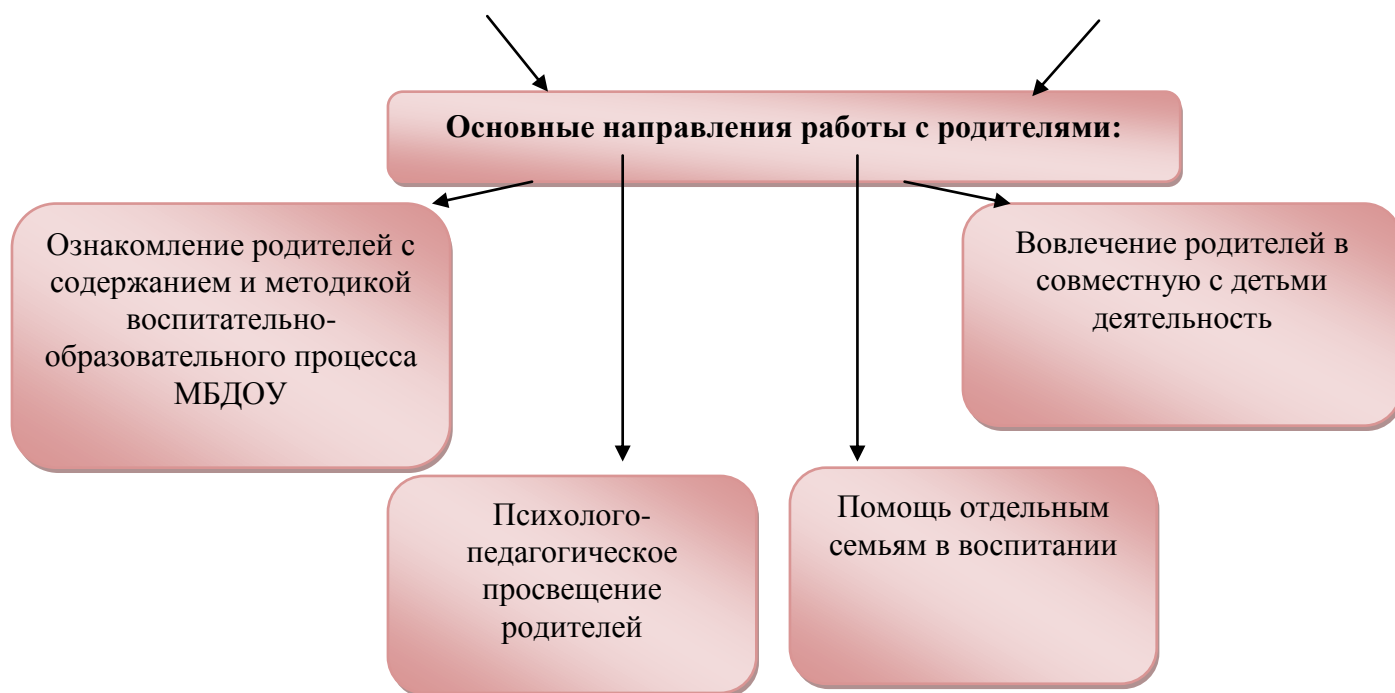 Основные направления работы с родителями:
Ознакомление родителей с
содержанием и методикой
воспитательно-
образовательного процесса
МБДОУ
Вовлечение родителей в
совместную с детьми
деятельность
Психолого-
педагогическое
просвещение
родителей
Помощь отдельным
семьям в воспитании